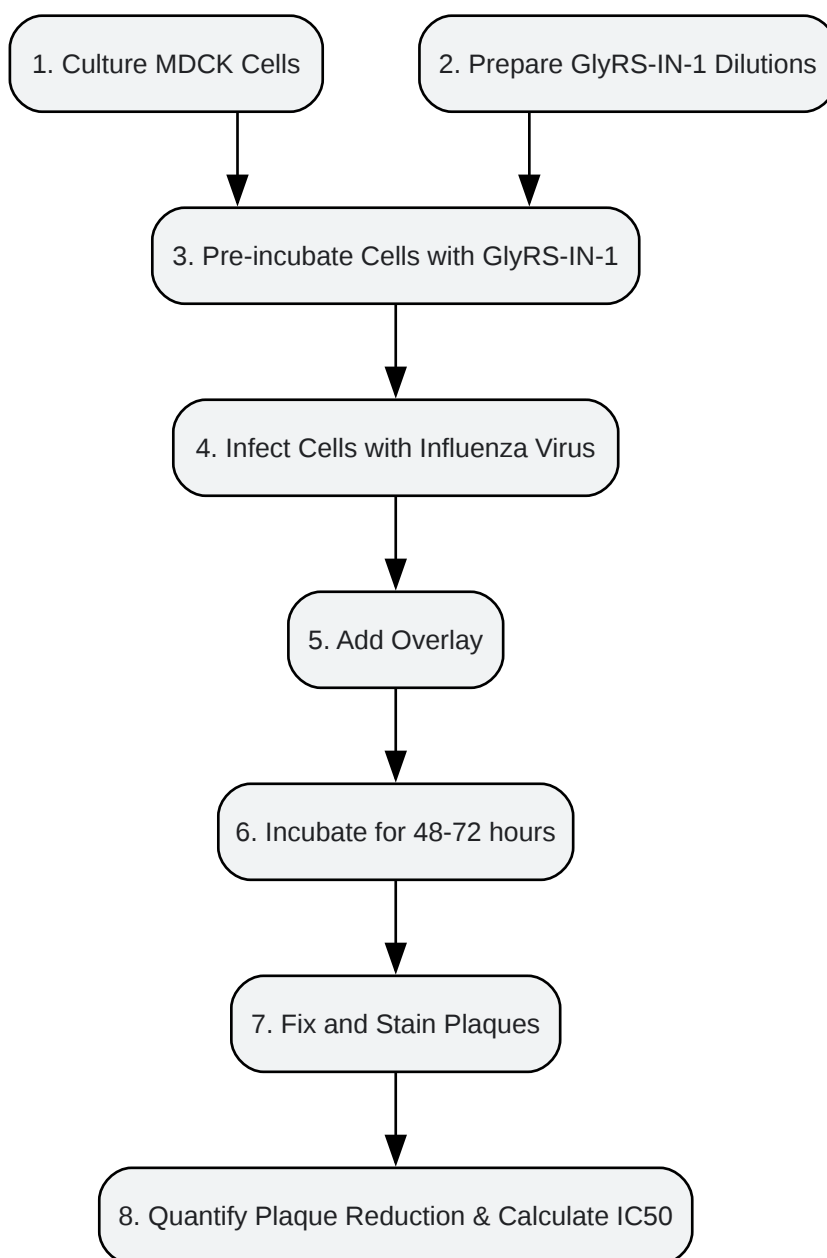 1. Culture MDCK Cells
2. Prepare GlyRS-IN-1 Dilutions
3. Pre-incubate Cells with GlyRS-IN-1
4. Infect Cells with Influenza Virus
5. Add Overlay
6. Incubate for 48-72 hours
7. Fix and Stain Plaques
8. Quantify Plaque Reduction & Calculate IC50